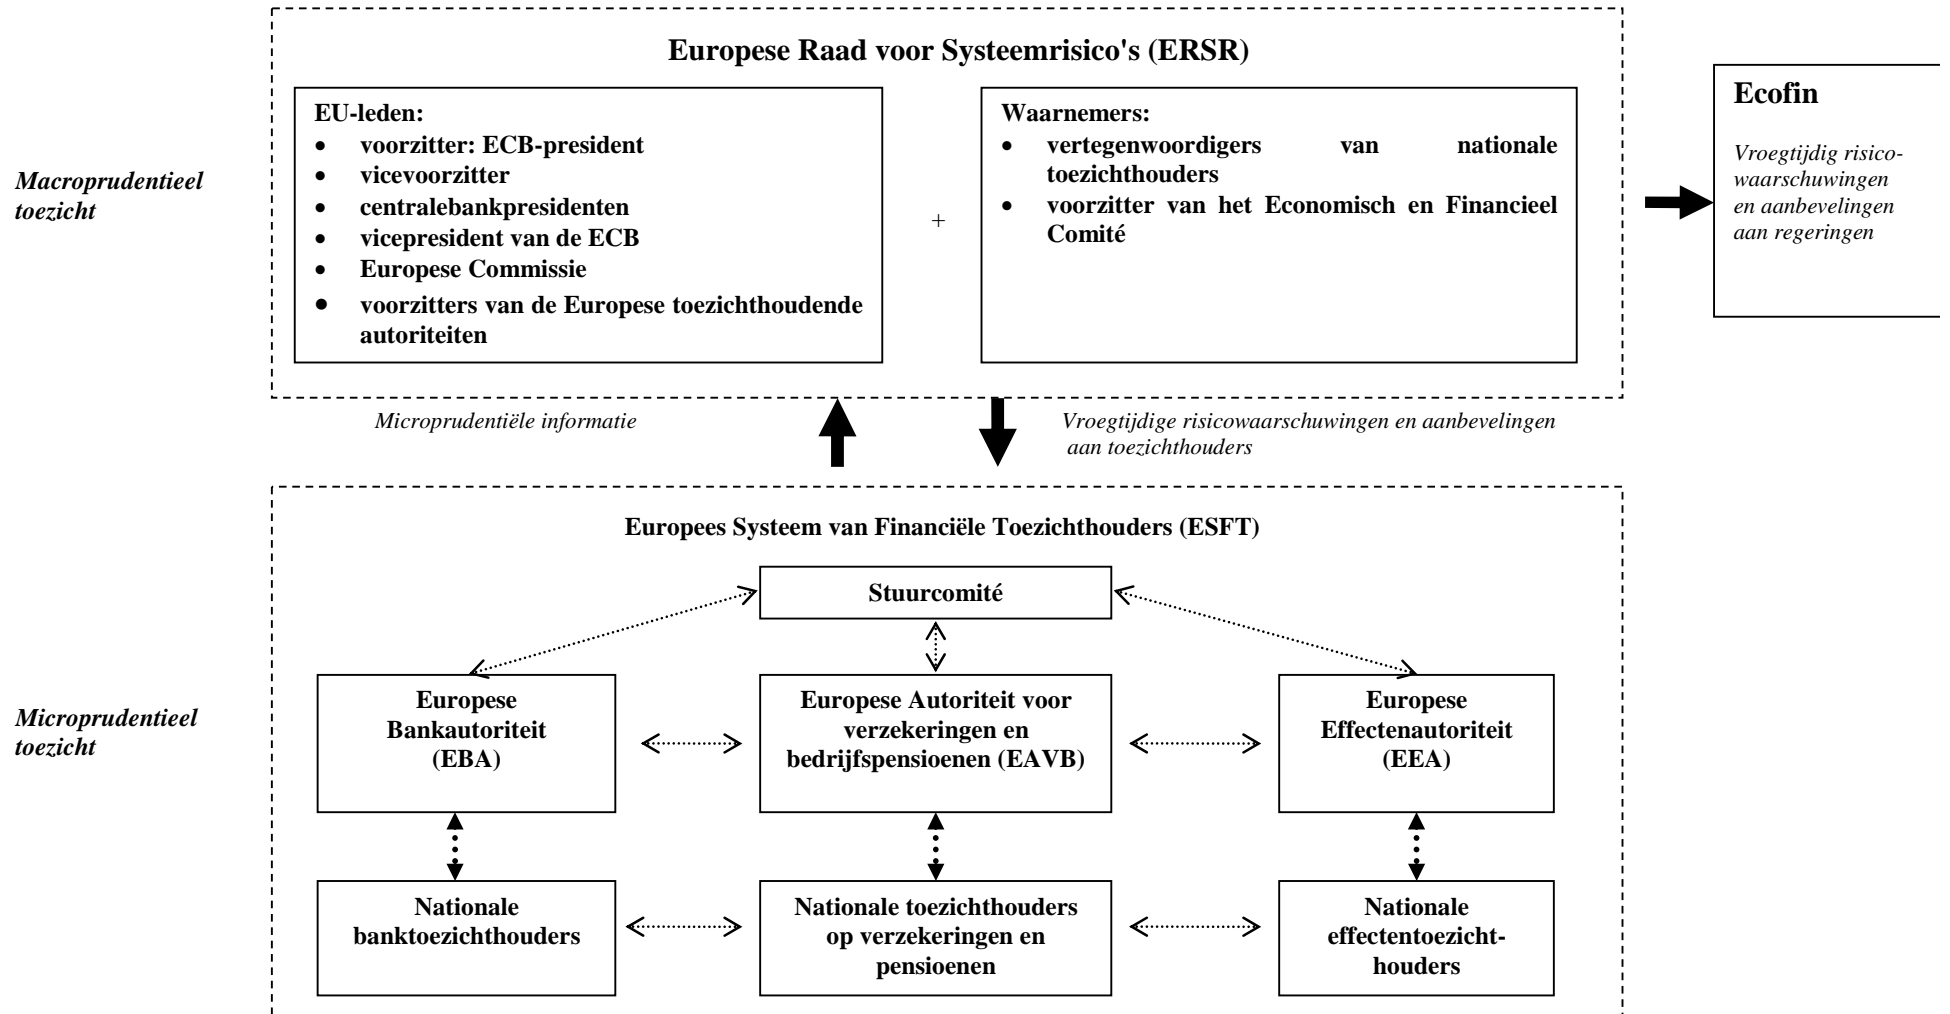 Europese Raad voor Systeemrisico's (ERSR)
Macroprudentieel
toezicht
EU-leden:
• voorzitter: ECB-president
• vicevoorzitter
• centralebankpresidenten
• vicepresident van de ECB
• Europese Commissie
• voorzitters van de Europese toezichthoudende
autoriteiten
+
Waarnemers:
• vertegenwoordigers van nationale
toezichthouders
• voorzitter van het Economisch en Financieel
Comité
Ecofin
Vroegtijdig risico-
waarschuwingen
en aanbevelingen
aan regeringen
Microprudentiële informatie
Vroegtijdige risicowaarschuwingen en aanbevelingen
aan toezichthouders
Europees Systeem van Financiële Toezichthouders (ESFT)
Stuurcomité
Microprudentieel
toezicht
Europese
Bankautoriteit
(EBA)
Europese Autoriteit voor
verzekeringen en
bedrijfspensioenen (EAVB)
Europese
Effectenautoriteit
(EEA)
Nationale
banktoezichthouders
Nationale toezichthouders
op verzekeringen en
pensioenen
Nationale
effectentoezicht-
houders